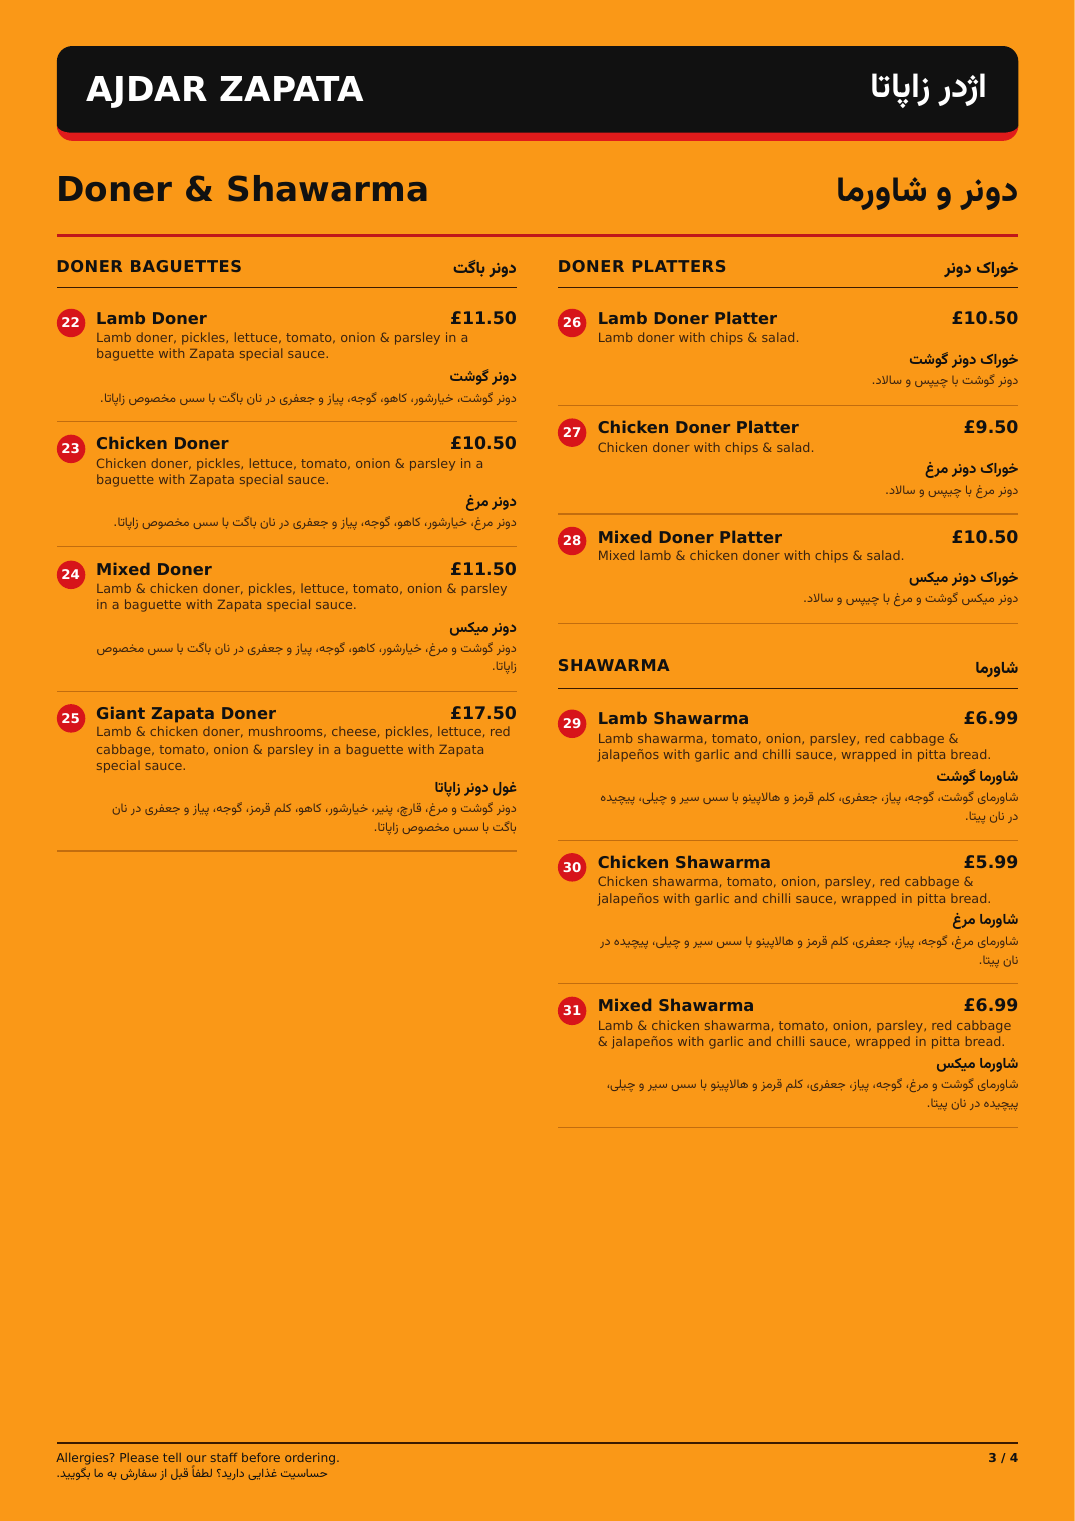 AJDAR ZAPATA
اژدر زاپاتا
Doner & Shawarma
دونر و شاورما
DONER BAGUETTES
دونر باگت
22
Lamb Doner
£11.50
Lamb doner, pickles, lettuce, tomato, onion & parsley in a
baguette with Zapata special sauce.
دونر گوشت
دونر گوشت، خیارشور، کاهو، گوجه، پیاز و جعفری در نان باگت با سس مخصوص زاپاتا.
23
Chicken Doner
£10.50
Chicken doner, pickles, lettuce, tomato, onion & parsley in a
baguette with Zapata special sauce.
دونر مرغ
دونر مرغ، خیارشور، کاهو، گوجه، پیاز و جعفری در نان باگت با سس مخصوص زاپاتا.
24
Mixed Doner
£11.50
Lamb & chicken doner, pickles, lettuce, tomato, onion & parsley
in a baguette with Zapata special sauce.
دونر میکس
دونر گوشت و مرغ، خیارشور، کاهو، گوجه، پیاز و جعفری در نان باگت با سس مخصوص
زاپاتا.
25
Giant Zapata Doner
£17.50
Lamb & chicken doner, mushrooms, cheese, pickles, lettuce, red
cabbage, tomato, onion & parsley in a baguette with Zapata
special sauce.
غول دونر زاپاتا
دونر گوشت و مرغ، قارچ، پنیر، خیارشور، کاهو، کلم قرمز، گوجه، پیاز و جعفری در نان
باگت با سس مخصوص زاپاتا.
DONER PLATTERS
خوراک دونر
26
Lamb Doner Platter
£10.50
Lamb doner with chips & salad.
خوراک دونر گوشت
دونر گوشت با چیپس و سالاد.
27
Chicken Doner Platter
£9.50
Chicken doner with chips & salad.
خوراک دونر مرغ
دونر مرغ با چیپس و سالاد.
28
Mixed Doner Platter
£10.50
Mixed lamb & chicken doner with chips & salad.
خوراک دونر میکس
دونر میکس گوشت و مرغ با چیپس و سالاد.
SHAWARMA
شاورما
29
Lamb Shawarma
£6.99
Lamb shawarma, tomato, onion, parsley, red cabbage &
jalapeños with garlic and chilli sauce, wrapped in pitta bread.
شاورما گوشت
شاورمای گوشت، گوجه، پیاز، جعفری، کلم قرمز و هالاپینو با سس سیر و چیلی، پیچیده
در نان پیتا.
30
Chicken Shawarma
£5.99
Chicken shawarma, tomato, onion, parsley, red cabbage &
jalapeños with garlic and chilli sauce, wrapped in pitta bread.
شاورما مرغ
شاورمای مرغ، گوجه، پیاز، جعفری، کلم قرمز و هالاپینو با سس سیر و چیلی، پیچیده در
نان پیتا.
31
Mixed Shawarma
£6.99
Lamb & chicken shawarma, tomato, onion, parsley, red cabbage
& jalapeños with garlic and chilli sauce, wrapped in pitta bread.
شاورما میکس
شاورمای گوشت و مرغ، گوجه، پیاز، جعفری، کلم قرمز و هالاپینو با سس سیر و چیلی،
پیچیده در نان پیتا.
Allergies? Please tell our staff before ordering.
حساسیت غذایی دارید؟ لطفاً قبل از سفارش به ما بگویید.
3 / 4